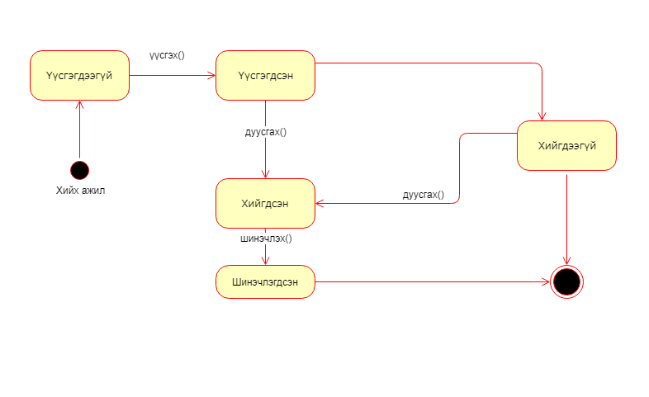 үүсгэх()
Үүсгэгдээгүй
Үүсгэгдсэн
дуусгах()
Хийгдээгүй
Хийх ажил
дуусгах()
Хийгдсэн
шинэчлэх()
Шинэчлэгдсэн